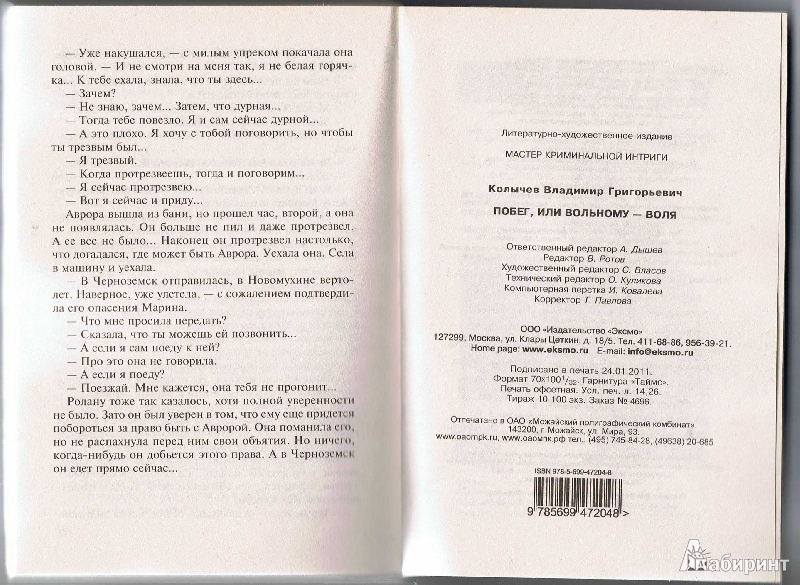 — Уже накушался, — с милым упреком покачала она
головой. — И не смотри на меня так, я не белая горяч-
ка... К тебе ехала, знала, что ты здесь...
— Зачем?
— Не знаю, зачем... Затем, что дурная...
— Тогда тебе повезло. Я и сам сейчас дурной...
— А это плохо. Я хочу с тобой поговорить, но чтобы
ты трезвым был...
— Я трезвый.
— Когда протрезвеешь, тогда и поговорим...
— Я сейчас протрезвею...
— Вот я сейчас и приду...
Аврора вышла из бани, но прошел час, второй, а она
не появлялась. Он больше не пил и даже протрезвел.
А ее все не было... Наконец он протрезвел настолько,
что догадался, где может быть Аврора. Уехала она. Села
в машину и уехала.
— В Черноземск отправилась, в Новомухине верто-
лет. Наверное, уже улетела, — с сожалением подтверди-
ла его опасения Марина.
— Что мне просила передать?
— Сказала, что ты можешь ей позвонить...
— А если я сам поеду к ней?
— Про это она не говорила.
— А если я поеду?
— Поезжай. Мне кажется, она тебя не прогонит...
Ролану тоже так казалось, хотя полной уверенности
не было. Зато он был уверен в том, что ему еще придется
побороться за право быть с Авророй. Она поманила его,
но не распахнула перед ним свои объятия. Но ничего,
когда-нибудь он добьется этого права. А в Черноземск
он едет прямо сейчас...
Литературно-художественное издание
МАСТЕР КРИМИНАЛЬНОЙ ИНТРИГИ
Колычев Владимир Григорьевич
ПОБЕГ, ИЛИ ВОЛЬНОМУ — ВОЛЯ
Ответственный редактор А. Дышев
Редактор В. Ротов
Художественный редактор С. Власов
Технический редактор О. Куликова
Компьютерная верстка И. Ковалева
Корректор Г. Павлова
ООО «Издательство «Эксмо»
127299, Москва, ул. Клары Цеткин, д. 18/5. Тел. 411-68-86, 956-39-21.
Home page: www.eksmo.ru E-mail: info@eksmo.ru
Подписано в печать 24.01.2011.
Формат 70×100 1/32. Гарнитура «Таймс».
Печать офсетная. Усл. печ. л. 14,26.
Тираж 10 100 экз. Заказ № 4696.
Отпечатано в ОАО «Можайский полиграфический комбинат».
143200, г. Можайск, ул. Мира, 93.
www.oaompk.ru, www.оаомпк.рф тел.: (495) 745-84-28, (49638) 20-685
ISBN 978-5-699-47204-8
9 785699 472048 >
Лабиринт